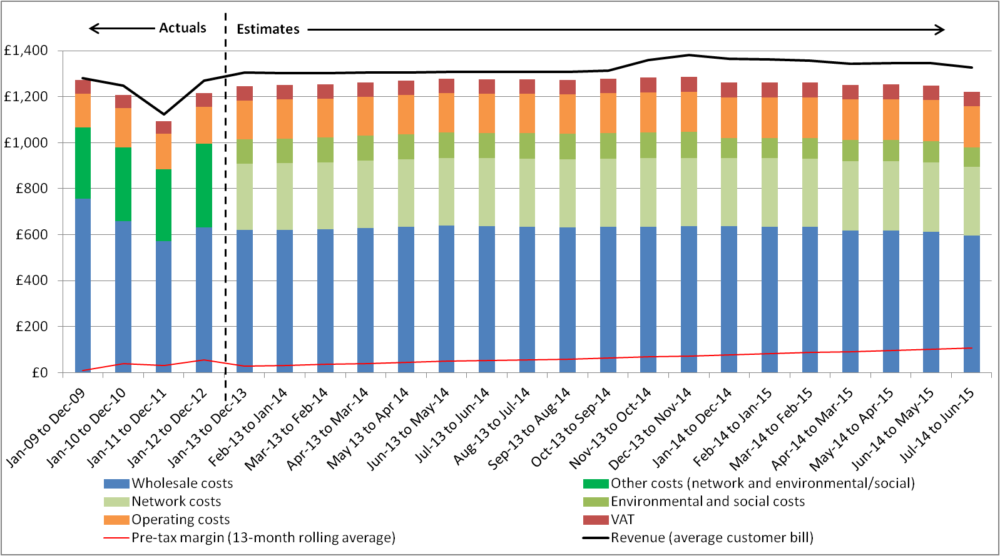 Actuals
Estimates
£1,400
£1,200
£1,000
£800
£600
£400
£200
£0
Jan-09 to Dec-09
Jan-10 to Dec-10
Jan-11 to Dec-11
Jan-12 to Dec-12
Jan-13 to Dec-13
Feb-13 to Jan-14
Mar-13 to Feb-14
Apr-13 to Mar-14
May 13 to Apr 14
Jun-13 to May-14
Jul-13 to Jun-14
Aug-13 to Jul-14
Sep-13 to Aug-14
Oct-13 to Sep-14
Nov-13 to Oct-14
Dec-13 to Nov-14
Jan-14 to Dec-14
Feb-14 to Jan-15
Mar-14 to Feb-15
Apr-14 to Mar-15
May-14 to Apr-15
Jun-14 to May-15
Jul-14 to Jun-15
Wholesale costs
Other costs (network and environmental/social)
Network costs
Environmental and social costs
Operating costs
VAT
Pre-tax margin (13-month rolling average)
Revenue (average customer bill)